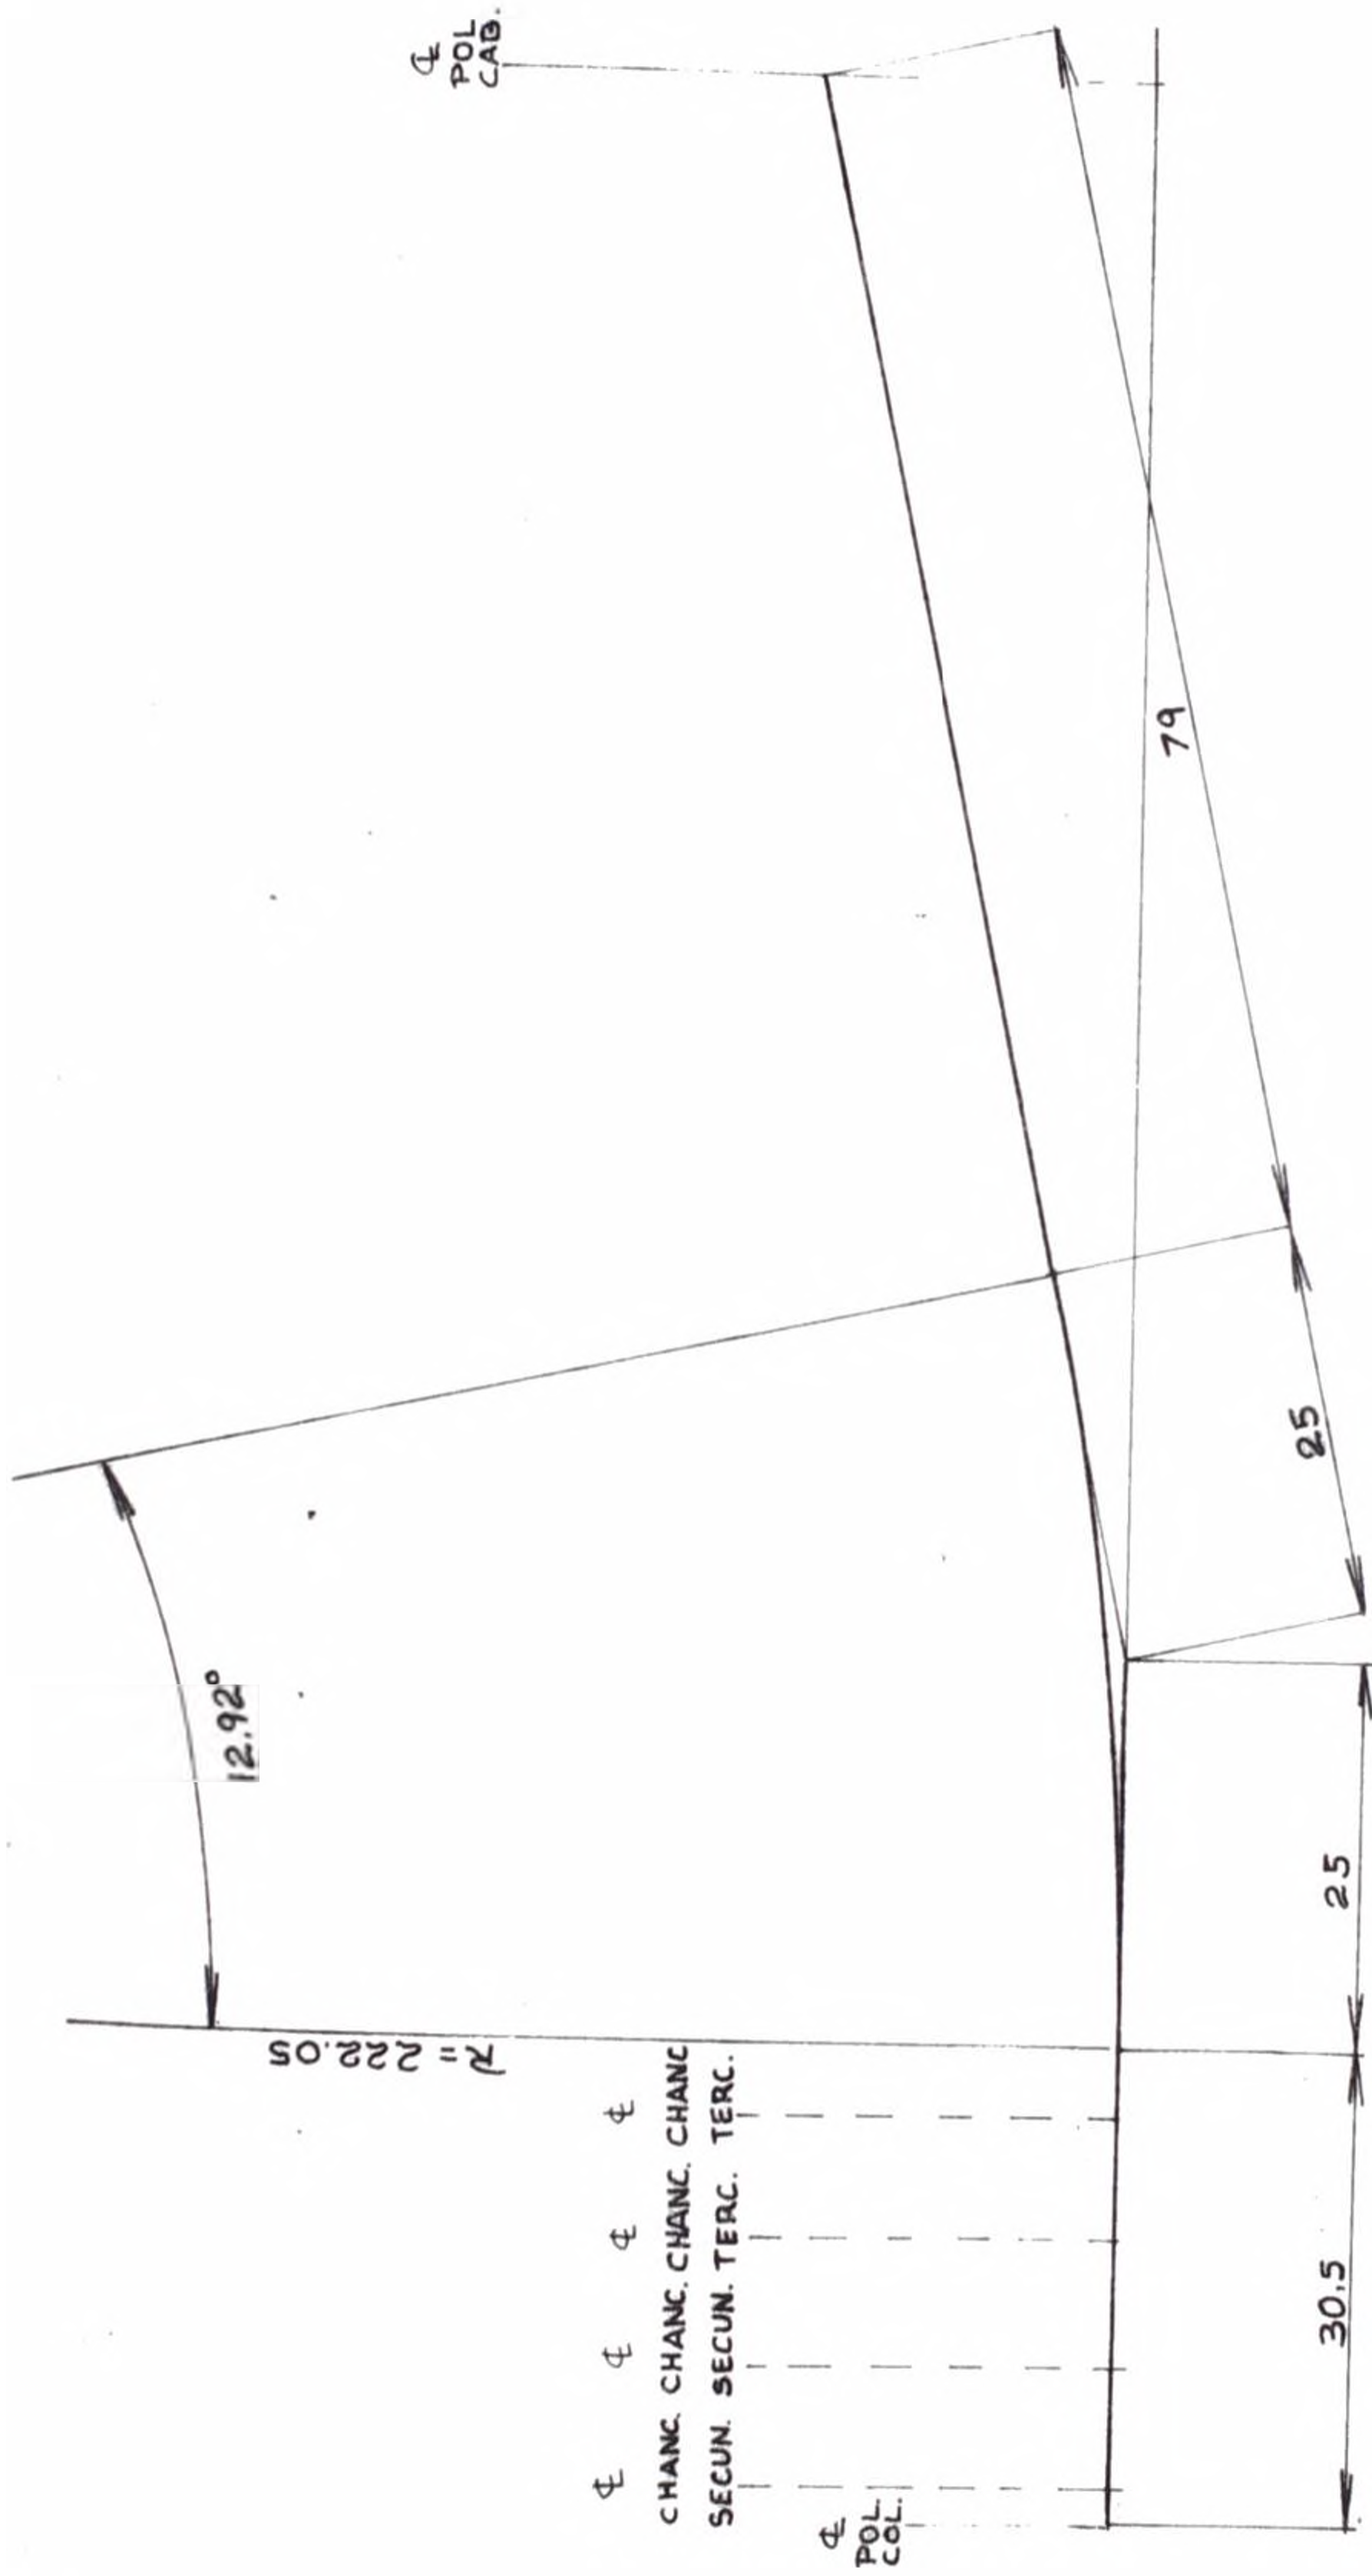 ℄
POL
CAB.
79
25
12.92°
25
r = 222.05
℄ ℄ ℄ ℄
CHANC. CHANC. CHANC. CHANC
SECUN. SECUN. TERC. TERC.
30.5
℄
POL.
COL.